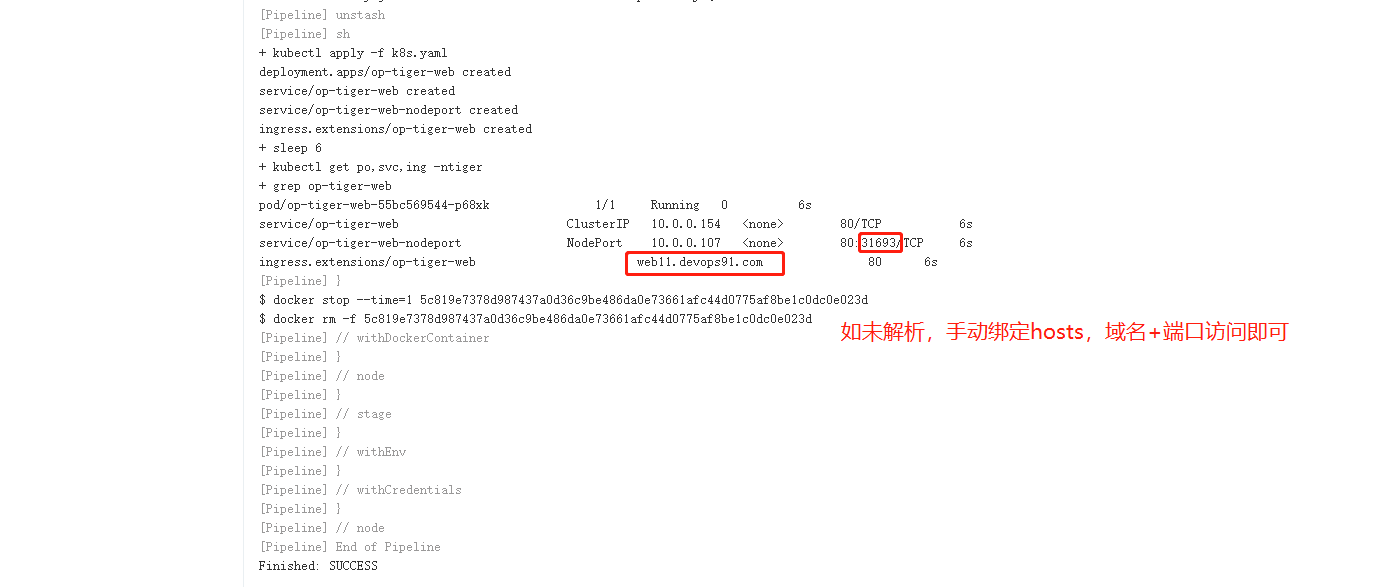 [Pipeline] unstash
[Pipeline] sh
+ kubectl apply -f k8s.yaml
deployment.apps/op-tiger-web created
service/op-tiger-web created
service/op-tiger-web-nodeport created
ingress.extensions/op-tiger-web created
+ sleep 6
+ kubectl get po,svc,ing -ntiger
+ grep op-tiger-web
pod/op-tiger-web-55bc569544-p68xk 1/1 Running 0 6s
service/op-tiger-web ClusterIP 10.0.0.154 <none> 80/TCP 6s
service/op-tiger-web-nodeport NodePort 10.0.0.107 <none> 80:31693/TCP 6s
ingress.extensions/op-tiger-web web11.devops91.com 80 6s
[Pipeline] }
$ docker stop --time=1 5c819e7378d987437a0d36c9be486da0e73661afc44d0775af8be1c0dc0e023d
$ docker rm -f 5c819e7378d987437a0d36c9be486da0e73661afc44d0775af8be1c0dc0e023d
如未解析，手动绑定hosts，域名+端口访问即可
[Pipeline] // withDockerContainer
[Pipeline] }
[Pipeline] // node
[Pipeline] }
[Pipeline] // stage
[Pipeline] }
[Pipeline] // withEnv
[Pipeline] }
[Pipeline] // withCredentials
[Pipeline] }
[Pipeline] // node
[Pipeline] End of Pipeline
Finished: SUCCESS